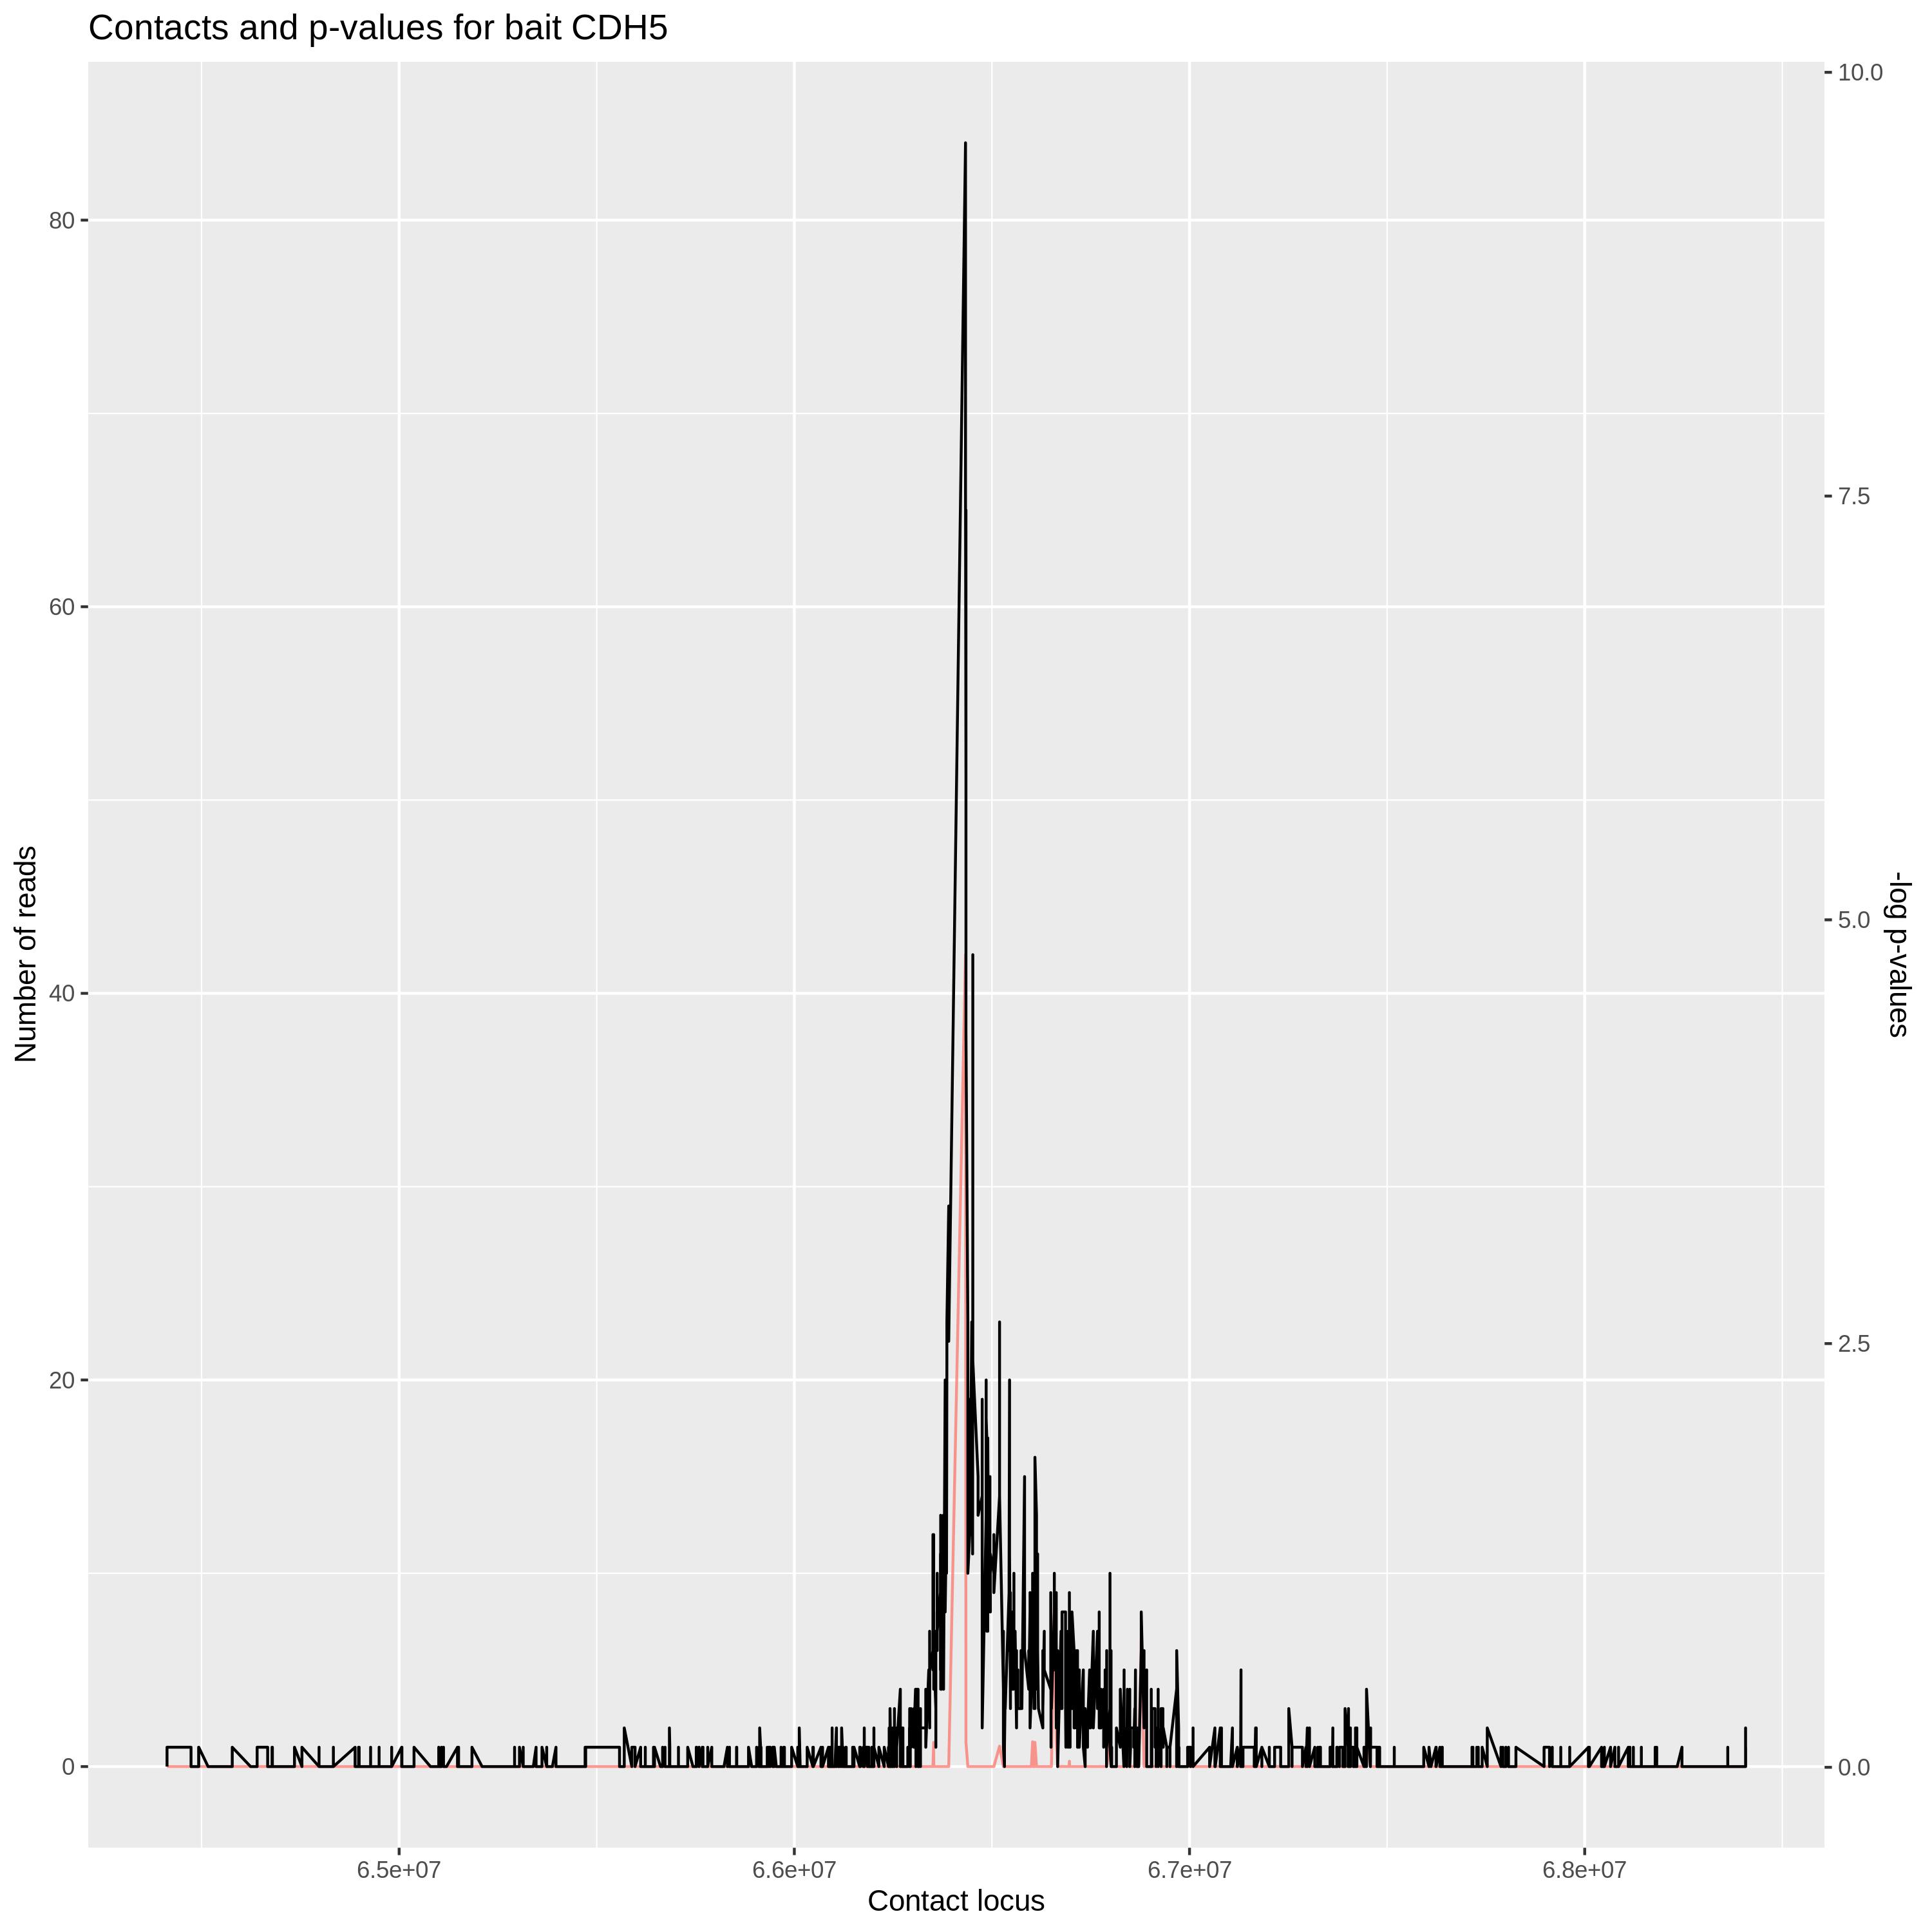 Contacts and p-values for bait CDH5
10.0
80
7.5
60
5.0
Number of reads
-log p-values
40
2.5
20
0
0.0
6.5e+07 6.6e+07 6.7e+07 6.8e+07
Contact locus